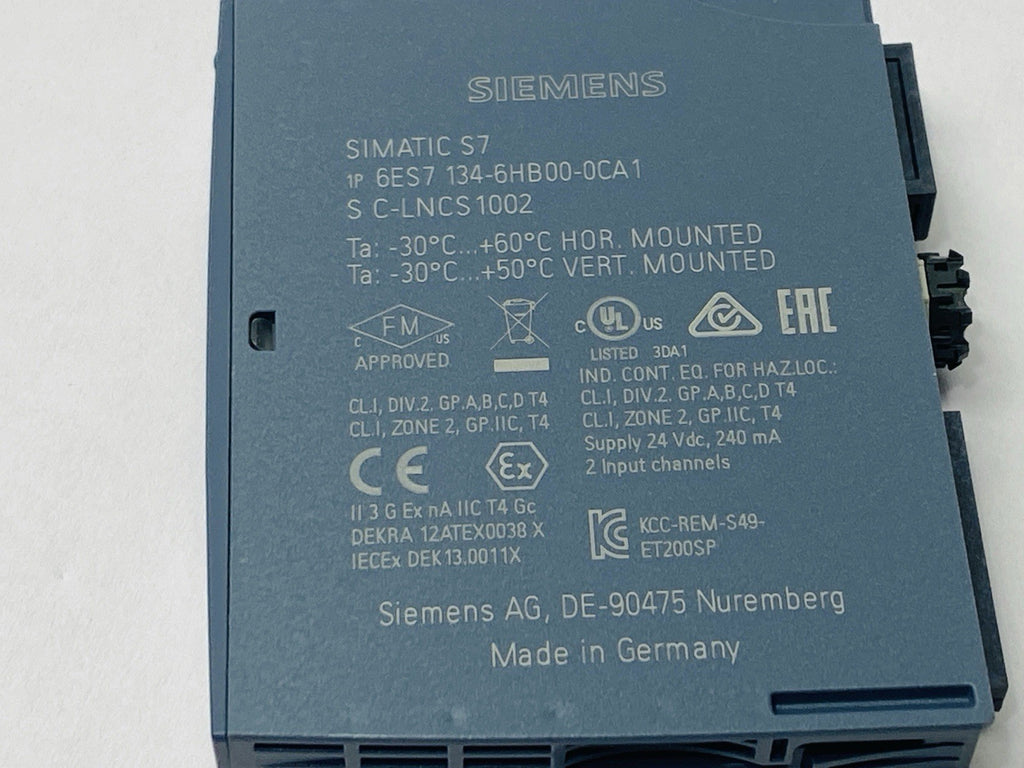 SIEMENS
SIMATIC S7
1P 6ES7 134-6HB00-0CA1
S C-LNCS1002
Ta: -30°C...+60°C HOR. MOUNTED
Ta: -30°C...+50°C VERT. MOUNTED
C FM US
APPROVED
CL.I, DIV.2, GP.A,B,C,D T4
CL.I, ZONE 2, GP.IIC, T4
C UL US
LISTED 3DA1
EAC
IND. CONT. EQ. FOR HAZ.LOC.:
CL.I, DIV.2, GP.A,B,C,D T4
CL.I, ZONE 2, GP.IIC, T4
Supply 24 Vdc, 240 mA
2 Input channels
CE Ex
II 3 G Ex nA IIC T4 Gc
DEKRA 12ATEX0038 X
IECEx DEK13.0011X
KCC-REM-S49-
ET200SP
Siemens AG, DE-90475 Nuremberg
Made in Germany